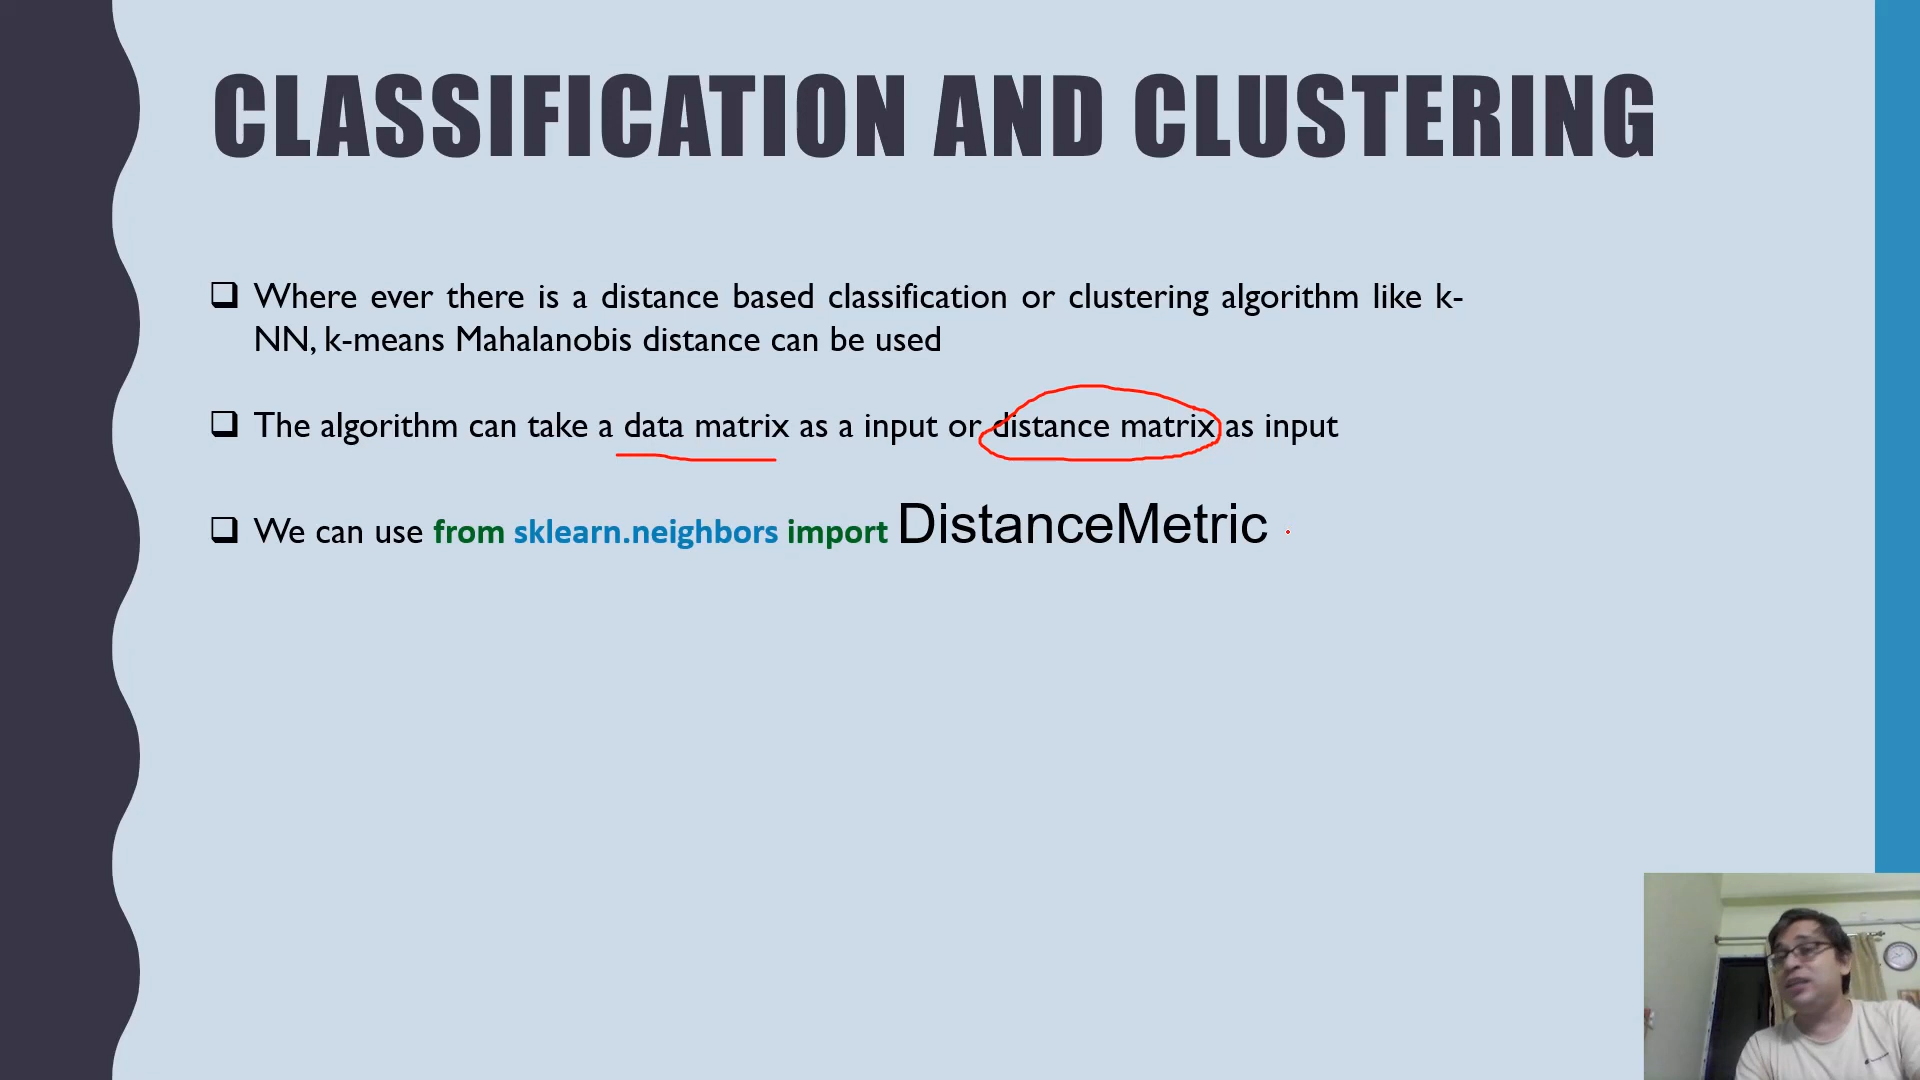 CLASSIFICATION AND CLUSTERING
Where ever there is a distance based classification or clustering algorithm like k-
NN, k-means Mahalanobis distance can be used
The algorithm can take a data matrix as a input or distance matrix as input
We can use from sklearn.neighbors import DistanceMetric